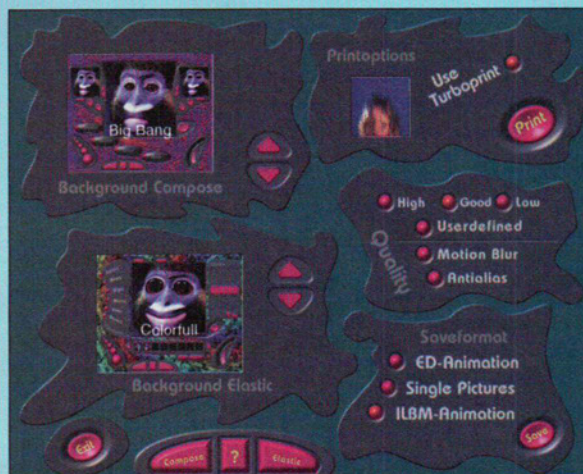 Big Bang
Background Compose
Colorfull
Background Elastic
Exit
Compose
?
Elastic
Printoptions
Use
Turboprint
Print
High
Good
Low
Userdefined
Motion Blur
Antialias
Quality
Saveformat
ED-Animation
Single Pictures
ILBM-Animation
Save